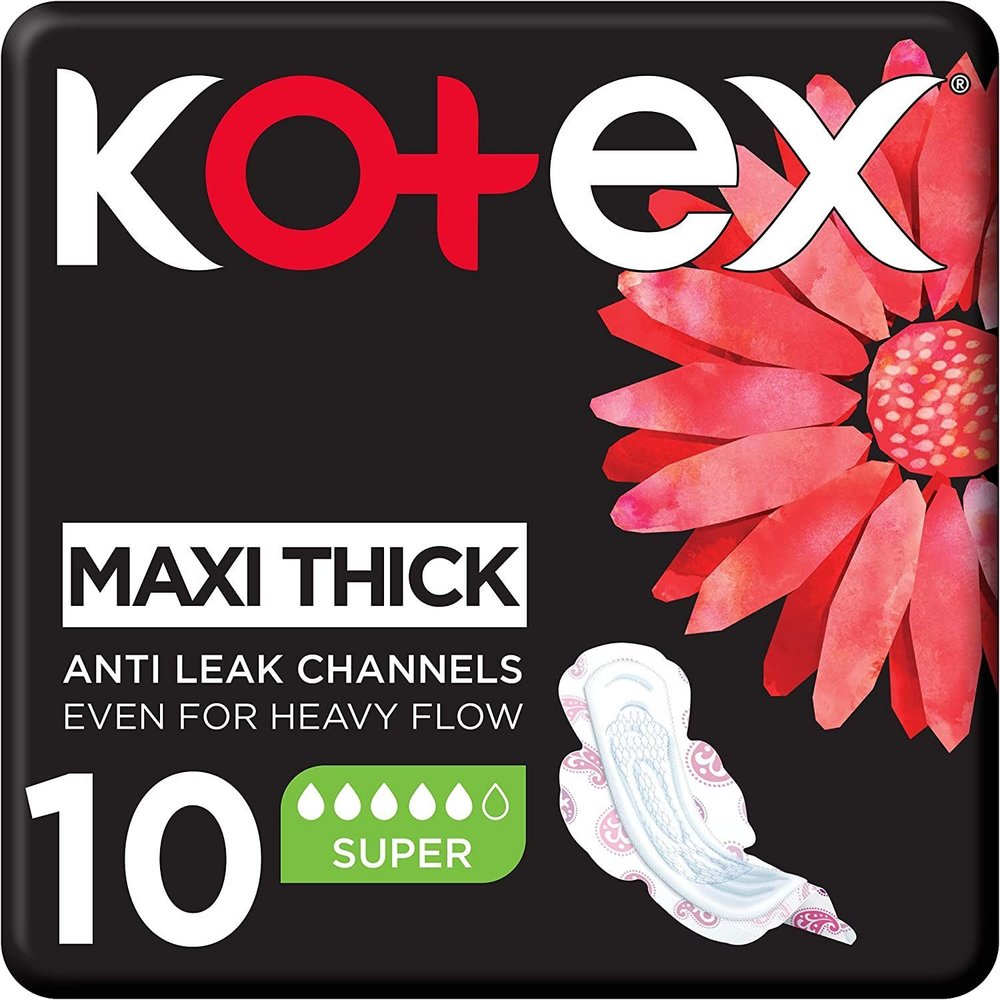 Kotex®
MAXI THICK
ANTI LEAK CHANNELS
EVEN FOR HEAVY FLOW
10
SUPER